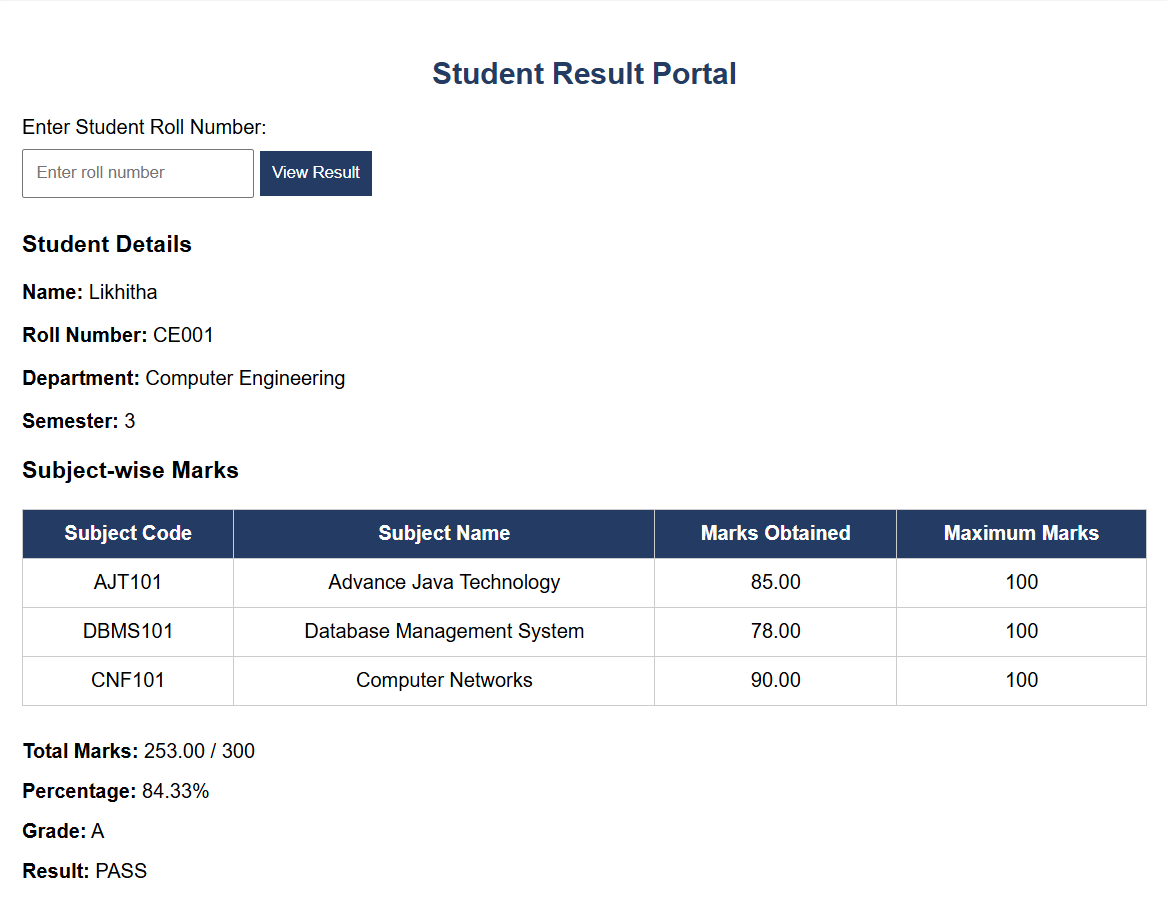 Student Result Portal
Enter Student Roll Number:
Enter roll number View Result
Student Details
Name: Likhitha
Roll Number: CE001
Department: Computer Engineering
Semester: 3
Subject-wise Marks
Subject Code Subject Name Marks Obtained Maximum Marks
AJT101 Advance Java Technology 85.00 100
DBMS101 Database Management System 78.00 100
CNF101 Computer Networks 90.00 100
Total Marks: 253.00 / 300
Percentage: 84.33%
Grade: A
Result: PASS